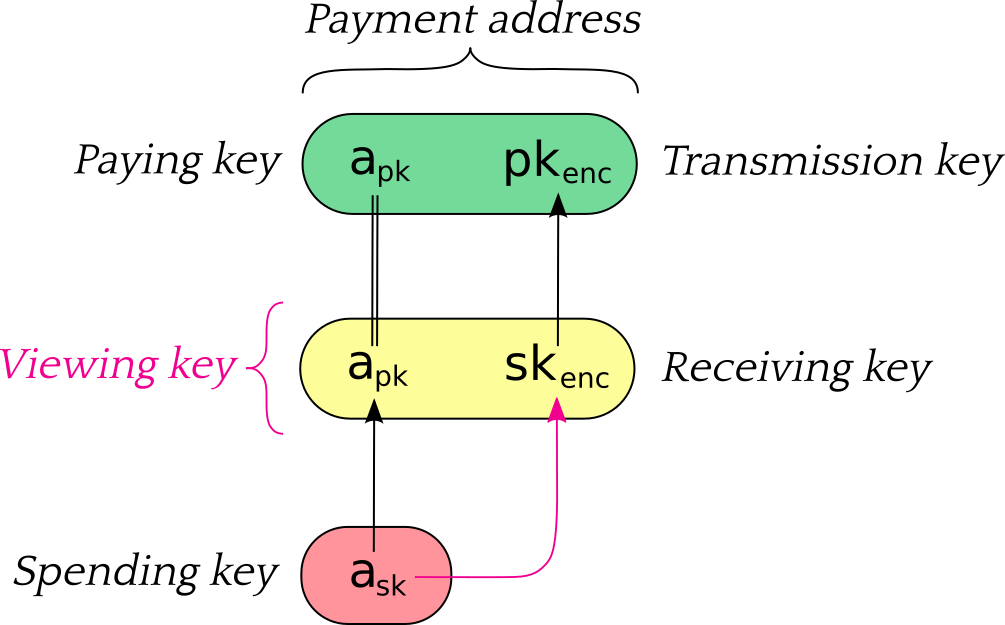 Payment address
Paying key
a_pk
pk_enc
Transmission key
Viewing key
a_pk
sk_enc
Receiving key
Spending key
a_sk